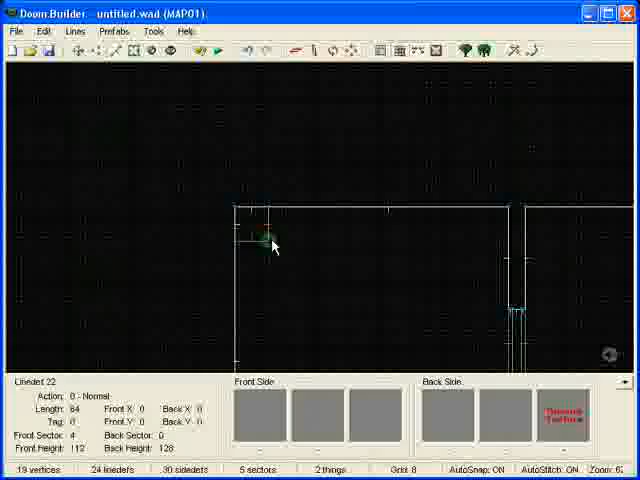 Doom Builder - untitled.wad (MAP01)
File Edit Lines Prefabs Tools Help
Linedef 22
Action: 0 - Normal
Length: 64
Tag: 0
Front Sector: 4
Front Height: 112
Front X: 0
Front Y: 0
Back Sector: 0
Back Height: 128
Back X: 0
Back Y: 0
Front Side
Back Side
19 vertices 24 linedefs 30 sidedefs 5 sectors 2 things Grid: 8 AutoSnap: ON AutoStitch: ON Zoom: